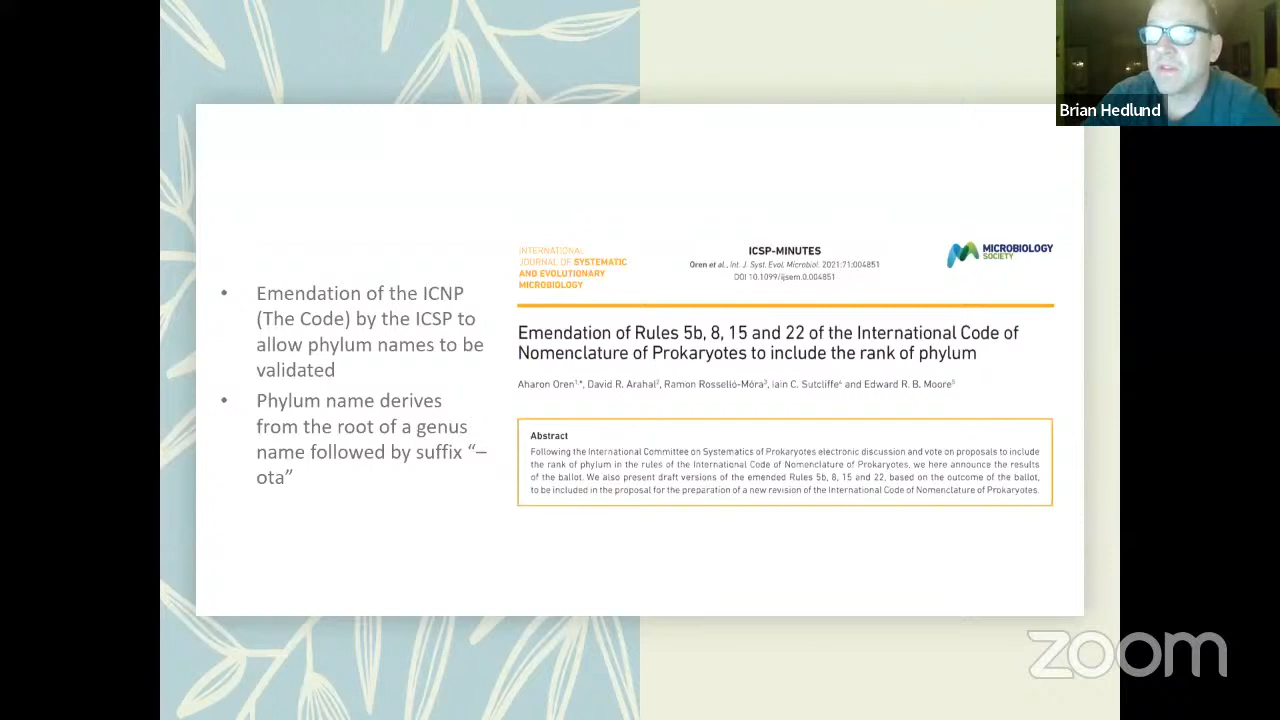 Brian Hedlund
• Emendation of the ICNP
(The Code) by the ICSP to
allow phylum names to be
validated
• Phylum name derives
from the root of a genus
name followed by suffix “–
ota”
INTERNATIONAL
JOURNAL OF SYSTEMATIC
AND EVOLUTIONARY
MICROBIOLOGY
ICSP-MINUTES
Oren et al., Int. J. Syst. Evol. Microbiol. 2021;71:004851
DOI 10.1099/ijsem.0.004851
MICROBIOLOGY
SOCIETY
Emendation of Rules 5b, 8, 15 and 22 of the International Code of
Nomenclature of Prokaryotes to include the rank of phylum
Aharon Oren¹,*, David R. Arahal², Ramon Rosselló-Móra³, Iain C. Sutcliffe⁴ and Edward R. B. Moore⁵
Abstract
Following the International Committee on Systematics of Prokaryotes electronic discussion and vote on proposals to include
the rank of phylum in the rules of the International Code of Nomenclature of Prokaryotes, we here announce the results
of the ballot. We also present draft versions of the emended Rules 5b, 8, 15 and 22, based on the outcome of the ballot,
to be included in the proposal for the preparation of a new revision of the International Code of Nomenclature of Prokaryotes.
zoom